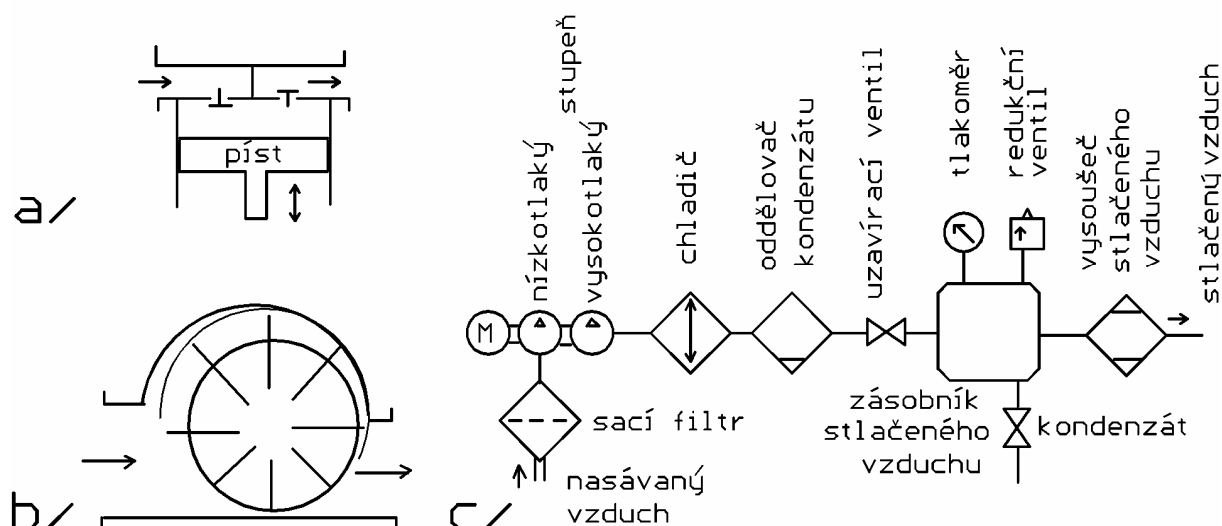 a/
píst
b/
c/
M
nízkotlaký
vysokotlaký
stupeň
chladič
oddělovač
kondenzátu
uzavírací ventil
tlakoměr
redukční
ventil
vysoušeč
stlačeného
vzduchu
stlačený vzduch
sací filtr
nasávaný
vzduch
zásobník
stlačeného
vzduchu
kondenzát